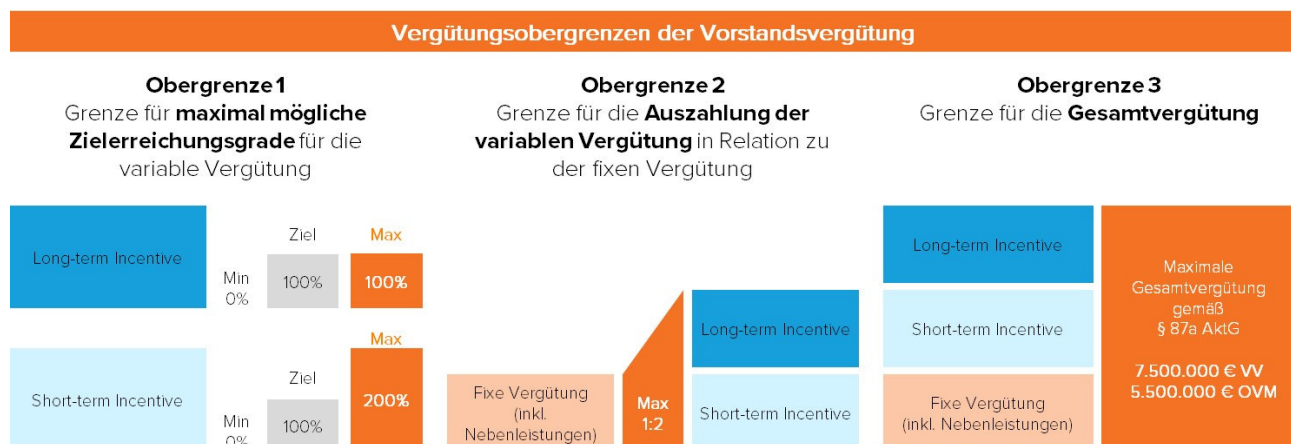 Vergütungsobergrenzen der Vorstandsvergütung
Obergrenze 1
Grenze für maximal mögliche
Zielerreichungsgrade für die
variable Vergütung
Long-term Incentive
Min
0%
Ziel
100%
Max
100%
Short-term Incentive
Min
0%
Ziel
100%
Max
200%
Obergrenze 2
Grenze für die Auszahlung der
variablen Vergütung in Relation zu
der fixen Vergütung
Fixe Vergütung
(inkl.
Nebenleistungen)
Max
1:2
Long-term Incentive
Short-term Incentive
Obergrenze 3
Grenze für die Gesamtvergütung
Long-term Incentive
Short-term Incentive
Fixe Vergütung
(inkl. Nebenleistungen)
Maximale
Gesamtvergütung
gemäß
§ 87a AktG
7.500.000 € VV
5.500.000 € OVM